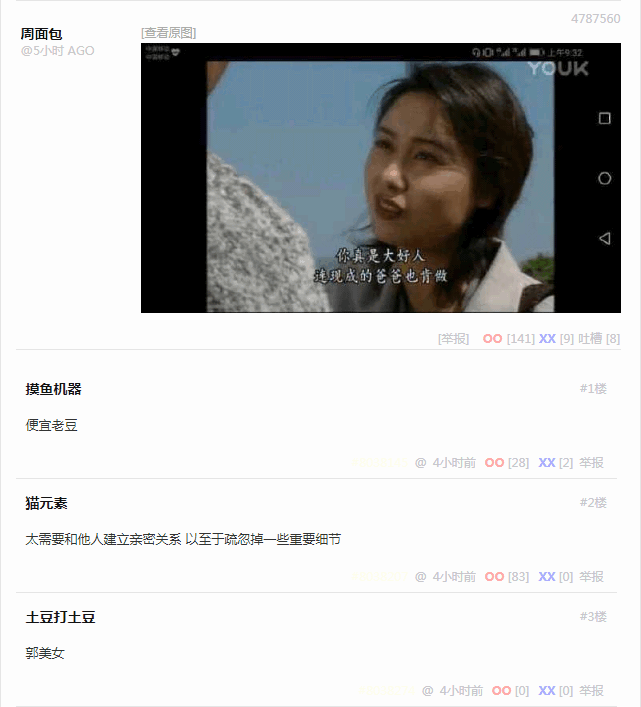 4787560
周面包
@5小时 AGO
[查看原图]
中国移动
中国移动
上午9:32
YOUK
你真是大好人
连现成的爸爸也肯做
[举报] OO [141] XX [9] 吐槽 [8]
摸鱼机器 #1楼
便宜老豆
@ 4小时前 OO [28] XX [2] 举报
猫元素 #2楼
太需要和他人建立亲密关系 以至于疏忽掉一些重要细节
@ 4小时前 OO [83] XX [0] 举报
土豆打土豆 #3楼
郭美女
@ 4小时前 OO [0] XX [0] 举报